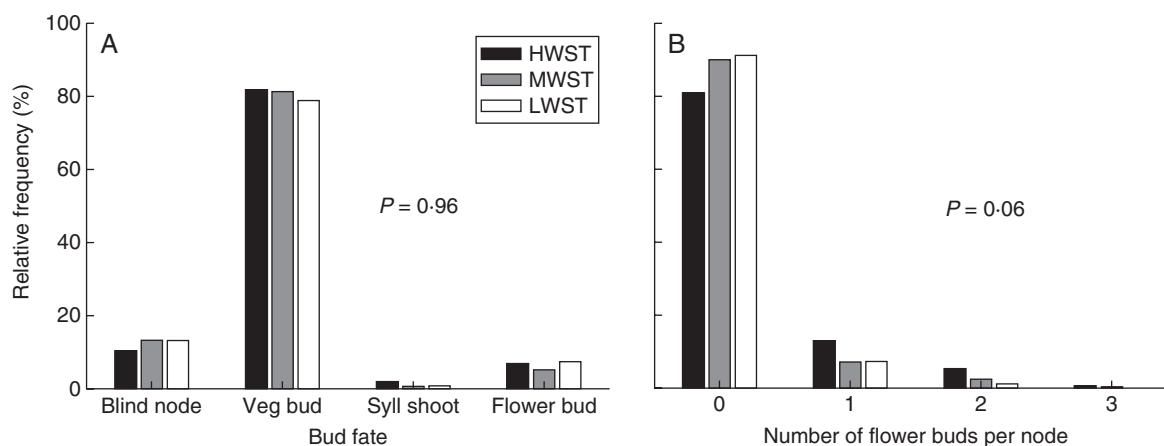 100
80
60
40
20
0
Relative frequency (%)
A
HWST
MWST
LWST
P = 0·96
Blind node Veg bud Syll shoot Flower bud
Bud fate
B
P = 0·06
0 1 2 3
Number of flower buds per node